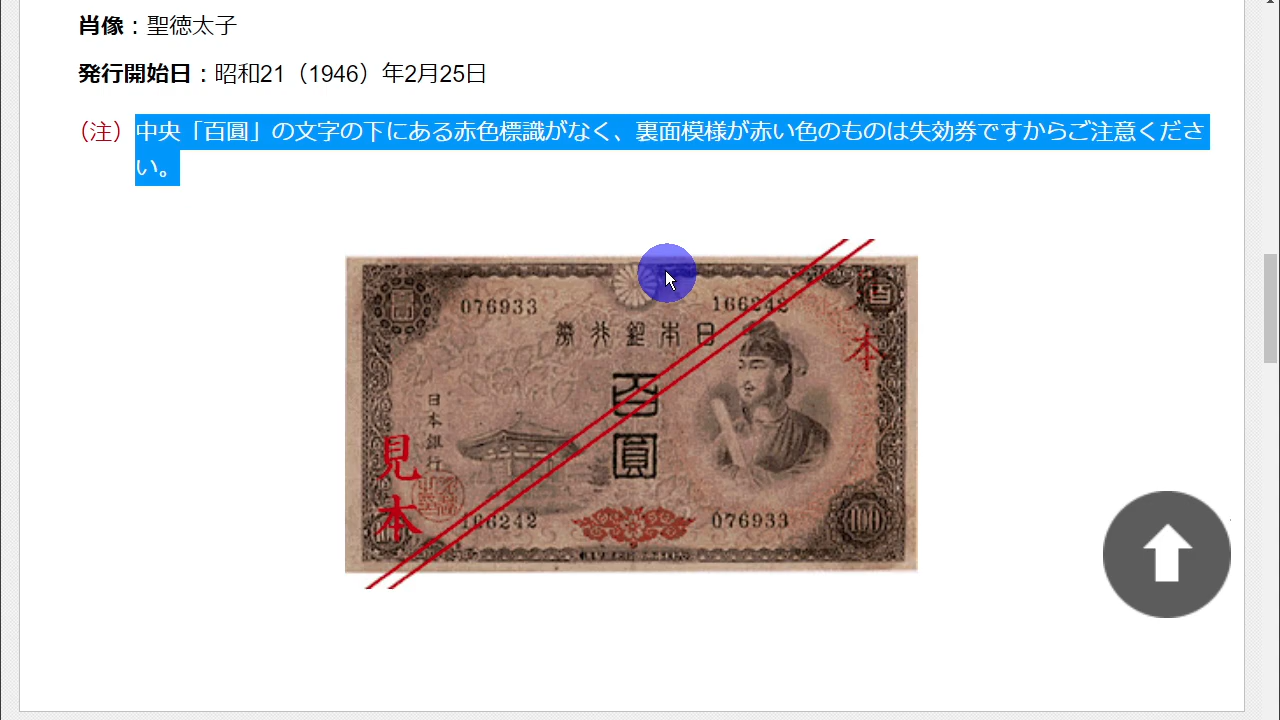 肖像：聖徳太子
発行開始日：昭和21（1946）年2月25日
（注）中央「百圓」の文字の下にある赤色標識がなく、裏面模様が赤い色のものは失効券ですからご注意くださ
い。
076933
166242
百
券行銀本日
本
百圓
日本銀行
見本
166242
076933
100